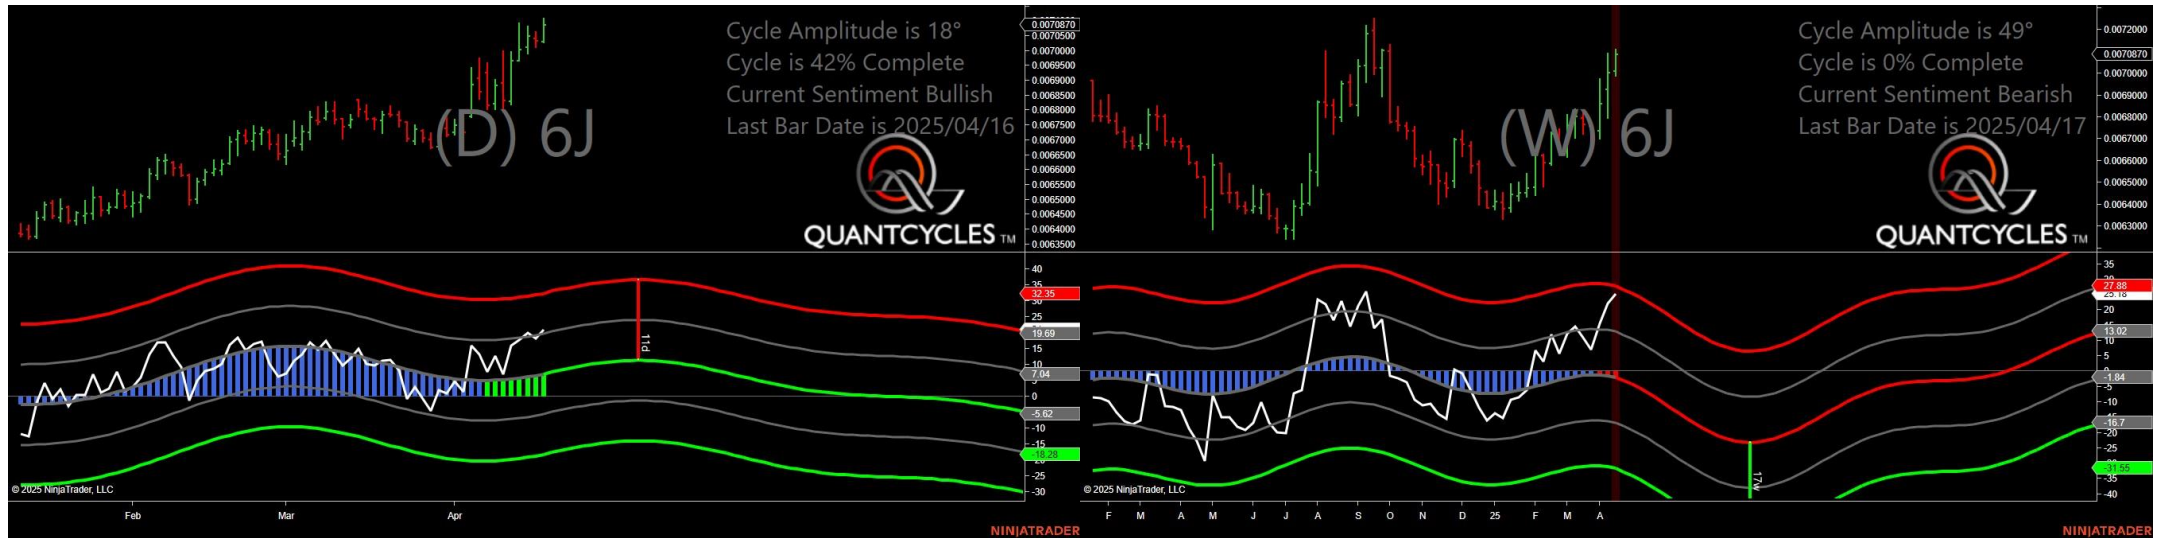 Cycle Amplitude is 18°
Cycle is 42% Complete
Current Sentiment Bullish
Last Bar Date is 2025/04/16
(D) 6J
QUANTCYCLES TM
0.0070870
0.0070500
0.0070000
0.0069500
0.0069000
0.0068500
0.0068000
0.0067500
0.0067000
0.0066500
0.0066000
0.0065500
0.0065000
0.0064500
0.0064000
0.0063500
40
35
32.35
30
25
19.69
15
10
7.04
5
0
-5.62
-10
-15
-18.28
-25
-30
11d
© 2025 NinjaTrader, LLC
Feb Mar Apr
NINJATRADER
Cycle Amplitude is 49°
Cycle is 0% Complete
Current Sentiment Bearish
Last Bar Date is 2025/04/17
(W) 6J
QUANTCYCLES TM
0.0072000
0.0070870
0.0070000
0.0069000
0.0068000
0.0067000
0.0066000
0.0065000
0.0064000
0.0063000
35
27.88
25.18
20
13.02
10
5
-1.84
-5
-10
-16.7
-20
-25
-31.55
-35
-40
17w
© 2025 NinjaTrader, LLC
F M A M J J A S O N D 25 F M A
NINJATRADER